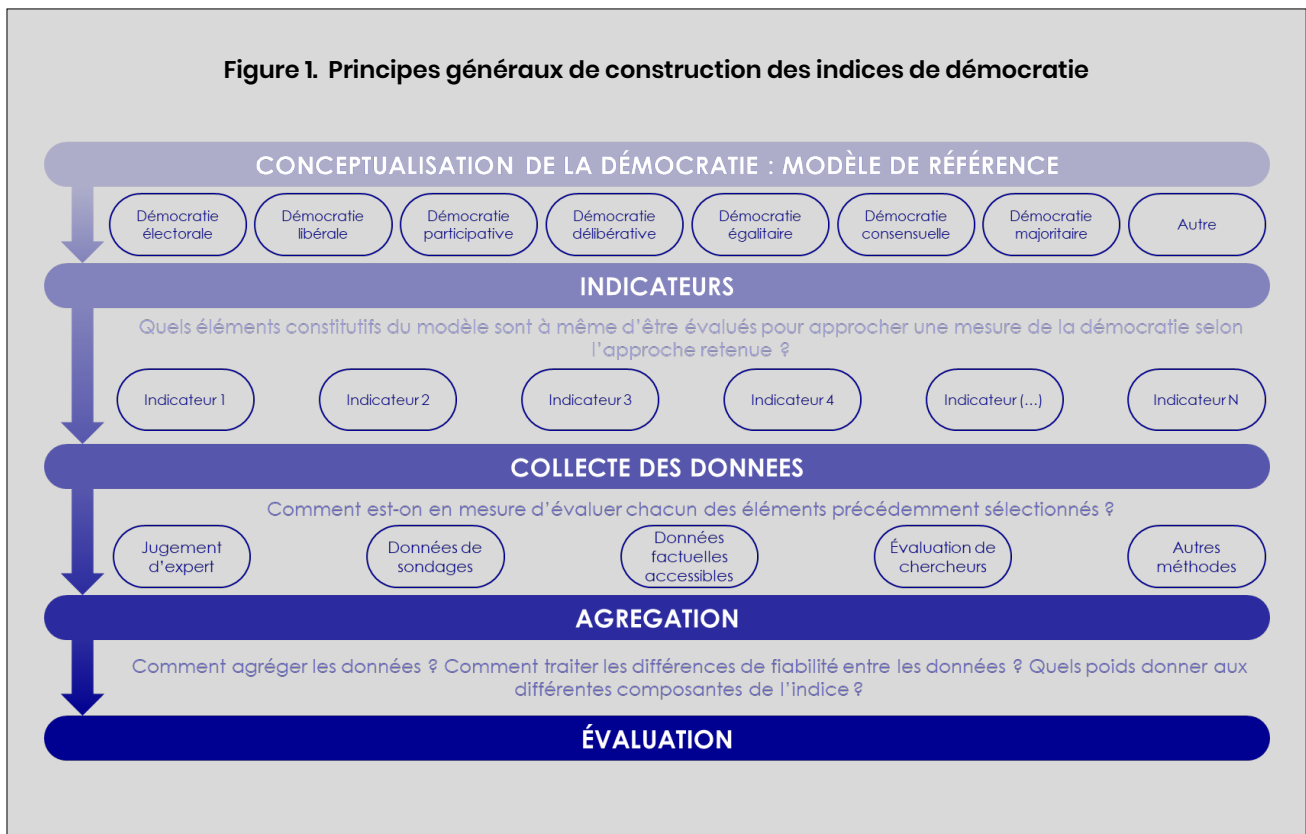 Figure 1. Principes généraux de construction des indices de démocratie
CONCEPTUALISATION DE LA DÉMOCRATIE : MODÈLE DE RÉFÉRENCE
Démocratie
électorale
Démocratie
libérale
Démocratie
participative
Démocratie
délibérative
Démocratie
égalitaire
Démocratie
consensuelle
Démocratie
majoritaire
Autre
INDICATEURS
Quels éléments constitutifs du modèle sont à même d'être évalués pour approcher une mesure de la démocratie selon
l'approche retenue ?
Indicateur 1
Indicateur 2
Indicateur 3
Indicateur 4
Indicateur (…)
Indicateur N
COLLECTE DES DONNEES
Comment est-on en mesure d'évaluer chacun des éléments précédemment sélectionnés ?
Jugement
d'expert
Données de
sondages
Données
factuelles
accessibles
Évaluation de
chercheurs
Autres
méthodes
AGREGATION
Comment agréger les données ? Comment traiter les différences de fiabilité entre les données ? Quels poids donner aux
différentes composantes de l'indice ?
ÉVALUATION